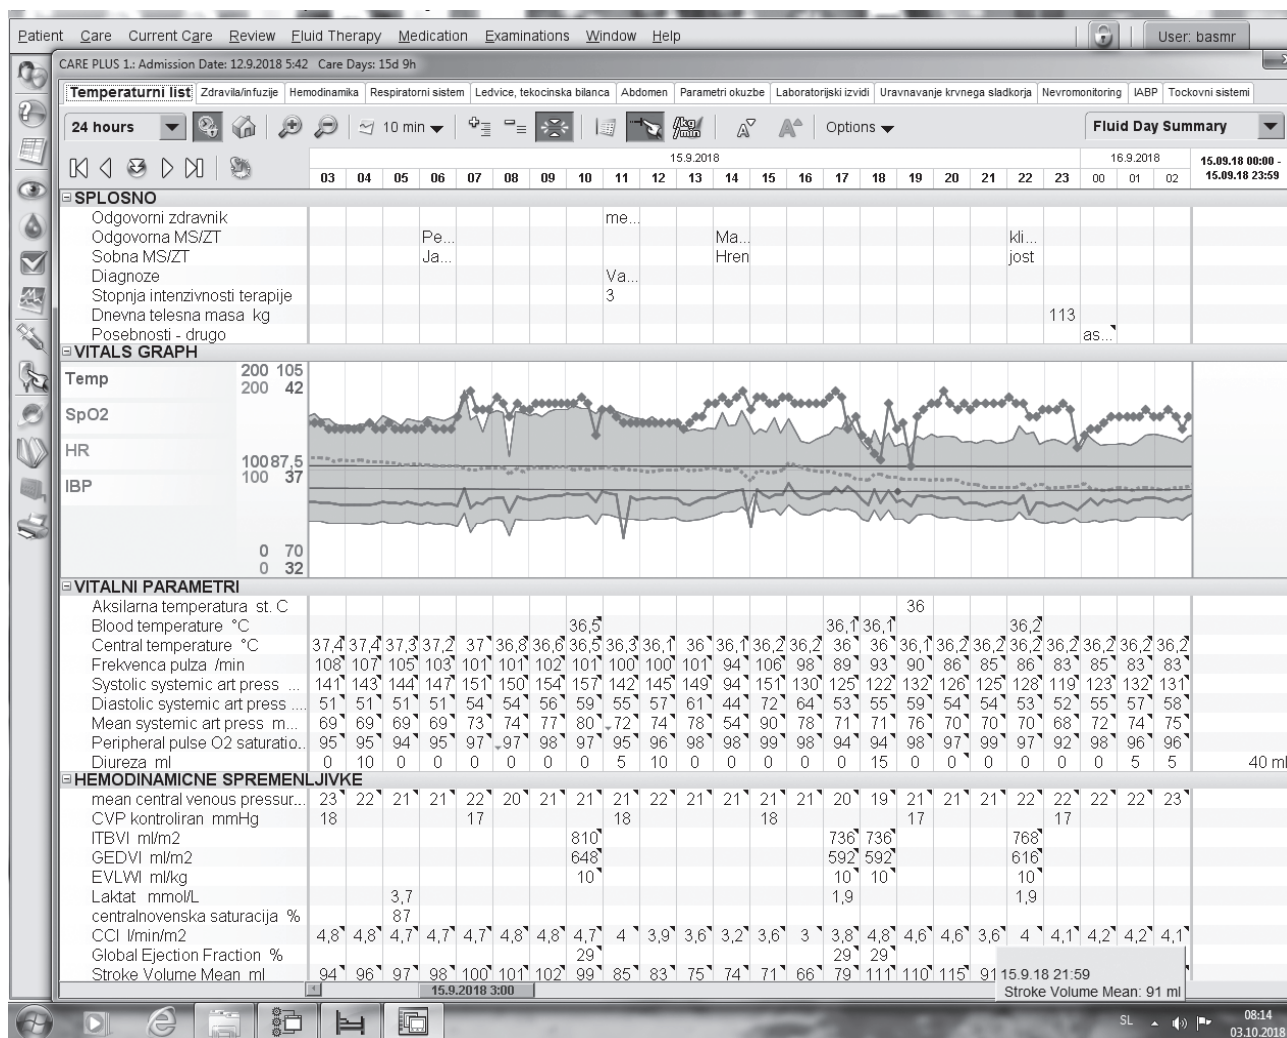 Patient Care Current Care Review Fluid Therapy Medication Examinations Window Help User: basmr
CARE PLUS 1.: Admission Date: 12.9.2018 5:42 Care Days: 15d 9h
Temperaturni list Zdravila/infuzije Hemodinamika Respiratorni sistem Ledvice, tekocinska bilanca Abdomen Parametri okuzbe Laboratorijski izvidi Uravnavanje krvnega sladkorja Nevromonitoring IABP Tockovni sistemi
24 hours 10 min /kg/min A A Options Fluid Day Summary
15.9.2018 16.9.2018 15.09.18 00:00 -
03 04 05 06 07 08 09 10 11 12 13 14 15 16 17 18 19 20 21 22 23 00 01 02 15.09.18 23:59
SPLOSNO
Odgovorni zdravnik me...
Odgovorna MS/ZT Pe... Ma... kli...
Sobna MS/ZT Ja... Hren jost
Diagnoze Va...
Stopnja intenzivnosti terapije 3
Dnevna telesna masa kg 113
Posebnosti - drugo as...
VITALS GRAPH
Temp 200 105
200 42
SpO2
HR
100 87,5
100 37
IBP
0 70
0 32
VITALNI PARAMETRI
Aksilarna temperatura st. C 36
Blood temperature °C 36,5 36,1 36,1 36,2
Central temperature °C 37,4 37,4 37,3 37,2 37 36,8 36,6 36,5 36,3 36,1 36 36,1 36,2 36,2 36 36 36,1 36,2 36,2 36,2 36,2 36,2 36,2 36,2
Frekvenca pulza /min 108 107 105 103 101 101 102 101 100 100 101 94 106 98 89 93 90 86 85 86 83 85 83 83
Systolic systemic art press ... 141 143 144 147 151 150 154 157 142 145 149 94 151 130 125 122 132 126 125 128 119 123 132 131
Diastolic systemic art press .... 51 51 51 51 54 54 56 59 55 57 61 44 72 64 53 55 59 54 54 53 52 55 57 58
Mean systemic art press m... 69 69 69 69 73 74 77 80 72 74 78 54 90 78 71 71 76 70 70 70 68 72 74 75
Peripheral pulse O2 saturatio.. 95 95 94 95 97 97 98 97 95 96 98 98 99 98 94 94 98 97 99 97 92 98 96 96
Diureza ml 0 10 0 0 0 0 0 0 5 10 0 0 0 0 0 15 0 0 0 0 0 0 5 5 40 ml
HEMODINAMICNE SPREMENLJIVKE
mean central venous pressur... 23 22 21 21 22 20 21 21 21 22 21 21 21 21 20 19 21 21 21 22 22 22 22 23
CVP kontroliran mmHg 18 17 18 18 17 17
ITBVI ml/m2 810 736 736 768
GEDVI ml/m2 648 592 592 616
EVLWI ml/kg 10 10 10 10
Laktat mmol/L 3,7 1,9 1,9
centralnovenska saturacija % 87
CCI l/min/m2 4,8 4,8 4,7 4,7 4,7 4,8 4,8 4,7 4 3,9 3,6 3,2 3,6 3 3,8 4,8 4,6 4,6 3,6 4 4,1 4,2 4,2 4,1
Global Ejection Fraction % 29 29 29
Stroke Volume Mean ml 94 96 97 98 100 101 102 99 85 83 75 74 71 66 79 111 110 115 91
15.9.18 21:59
Stroke Volume Mean: 91 ml
15.9.2018 3:00
SL 08:14
03.10.2018